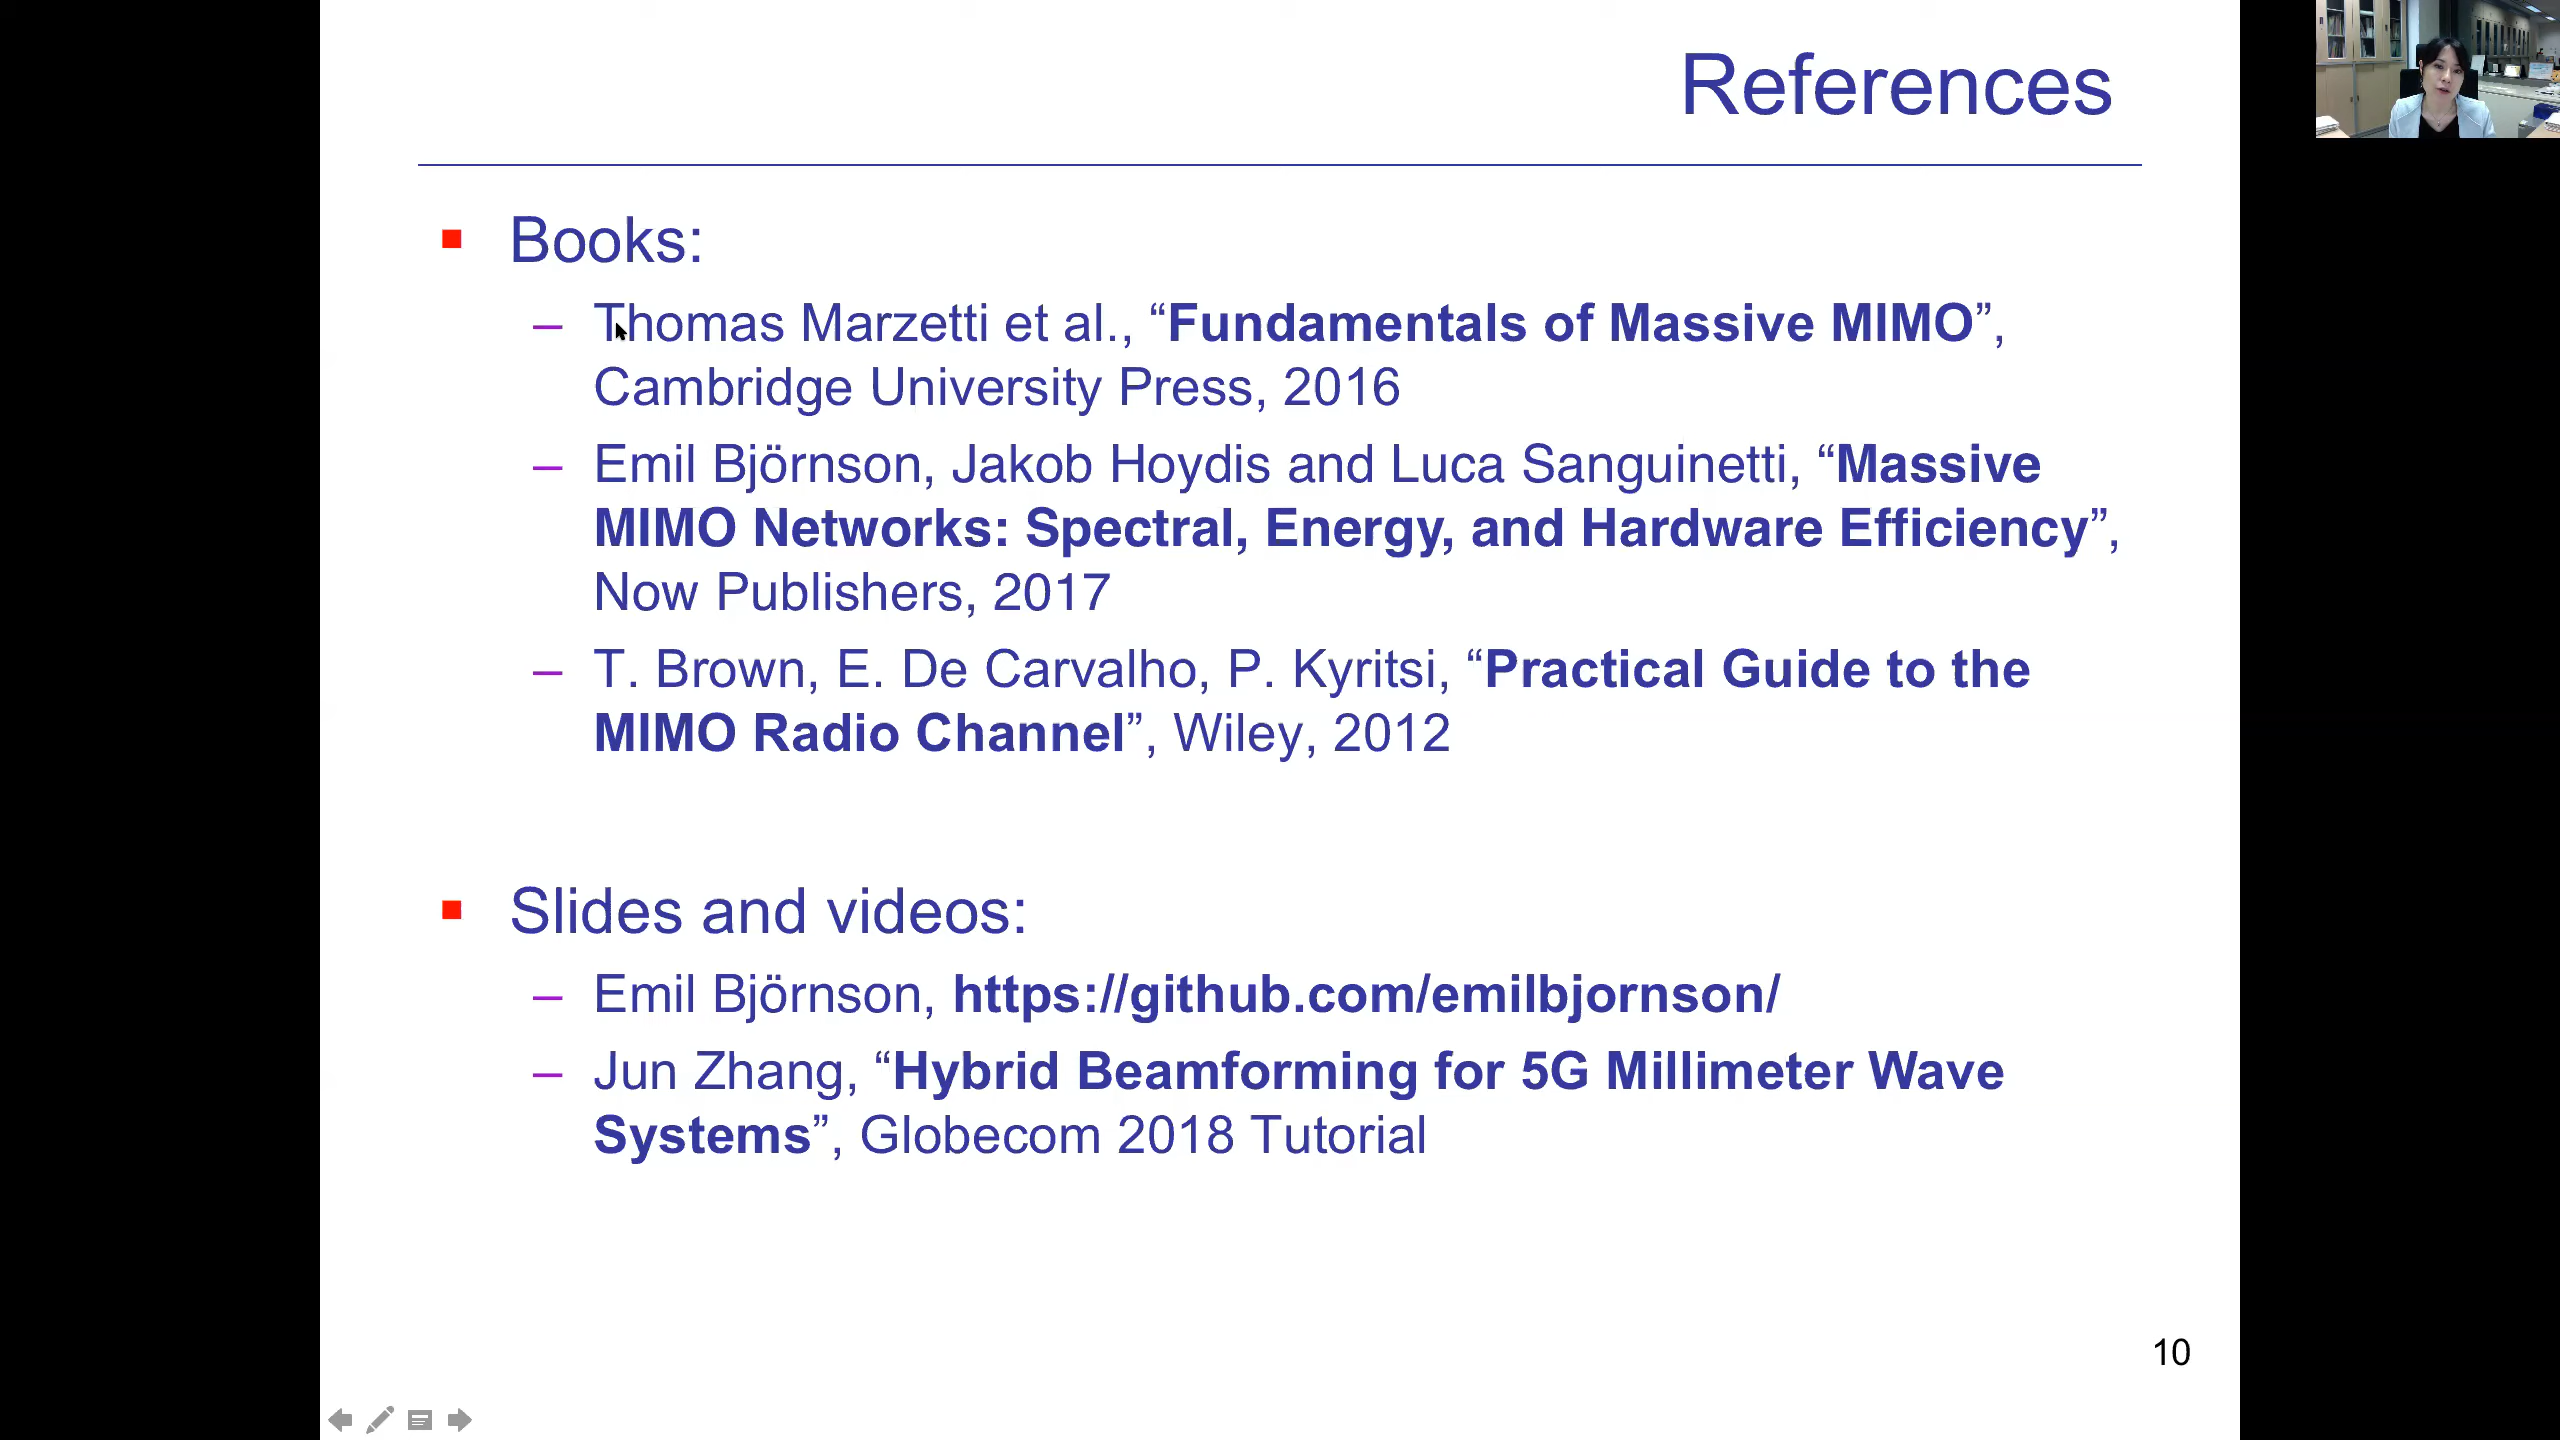 References
▪ Books:
– Thomas Marzetti et al., “Fundamentals of Massive MIMO”,
Cambridge University Press, 2016
– Emil Björnson, Jakob Hoydis and Luca Sanguinetti, “Massive
MIMO Networks: Spectral, Energy, and Hardware Efficiency”,
Now Publishers, 2017
– T. Brown, E. De Carvalho, P. Kyritsi, “Practical Guide to the
MIMO Radio Channel”, Wiley, 2012
▪ Slides and videos:
– Emil Björnson, https://github.com/emilbjornson/
– Jun Zhang, “Hybrid Beamforming for 5G Millimeter Wave
Systems”, Globecom 2018 Tutorial
10